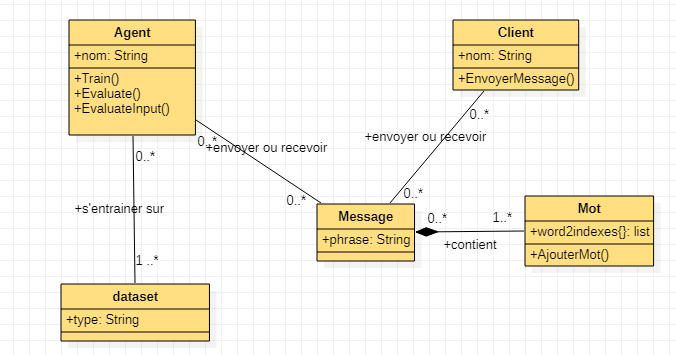 Agent
+nom: String
+Train()
+Evaluate()
+EvaluateInput()
Client
+nom: String
+EnvoyerMessage()
0..*
+envoyer ou recevoir
0..*
0..*
+envoyer ou recevoir
0..*
0..*
+s'entrainer sur
1 ..*
Message
+phrase: String
0..*
1..*
+contient
Mot
+word2indexes{}: list
+AjouterMot()
dataset
+type: String